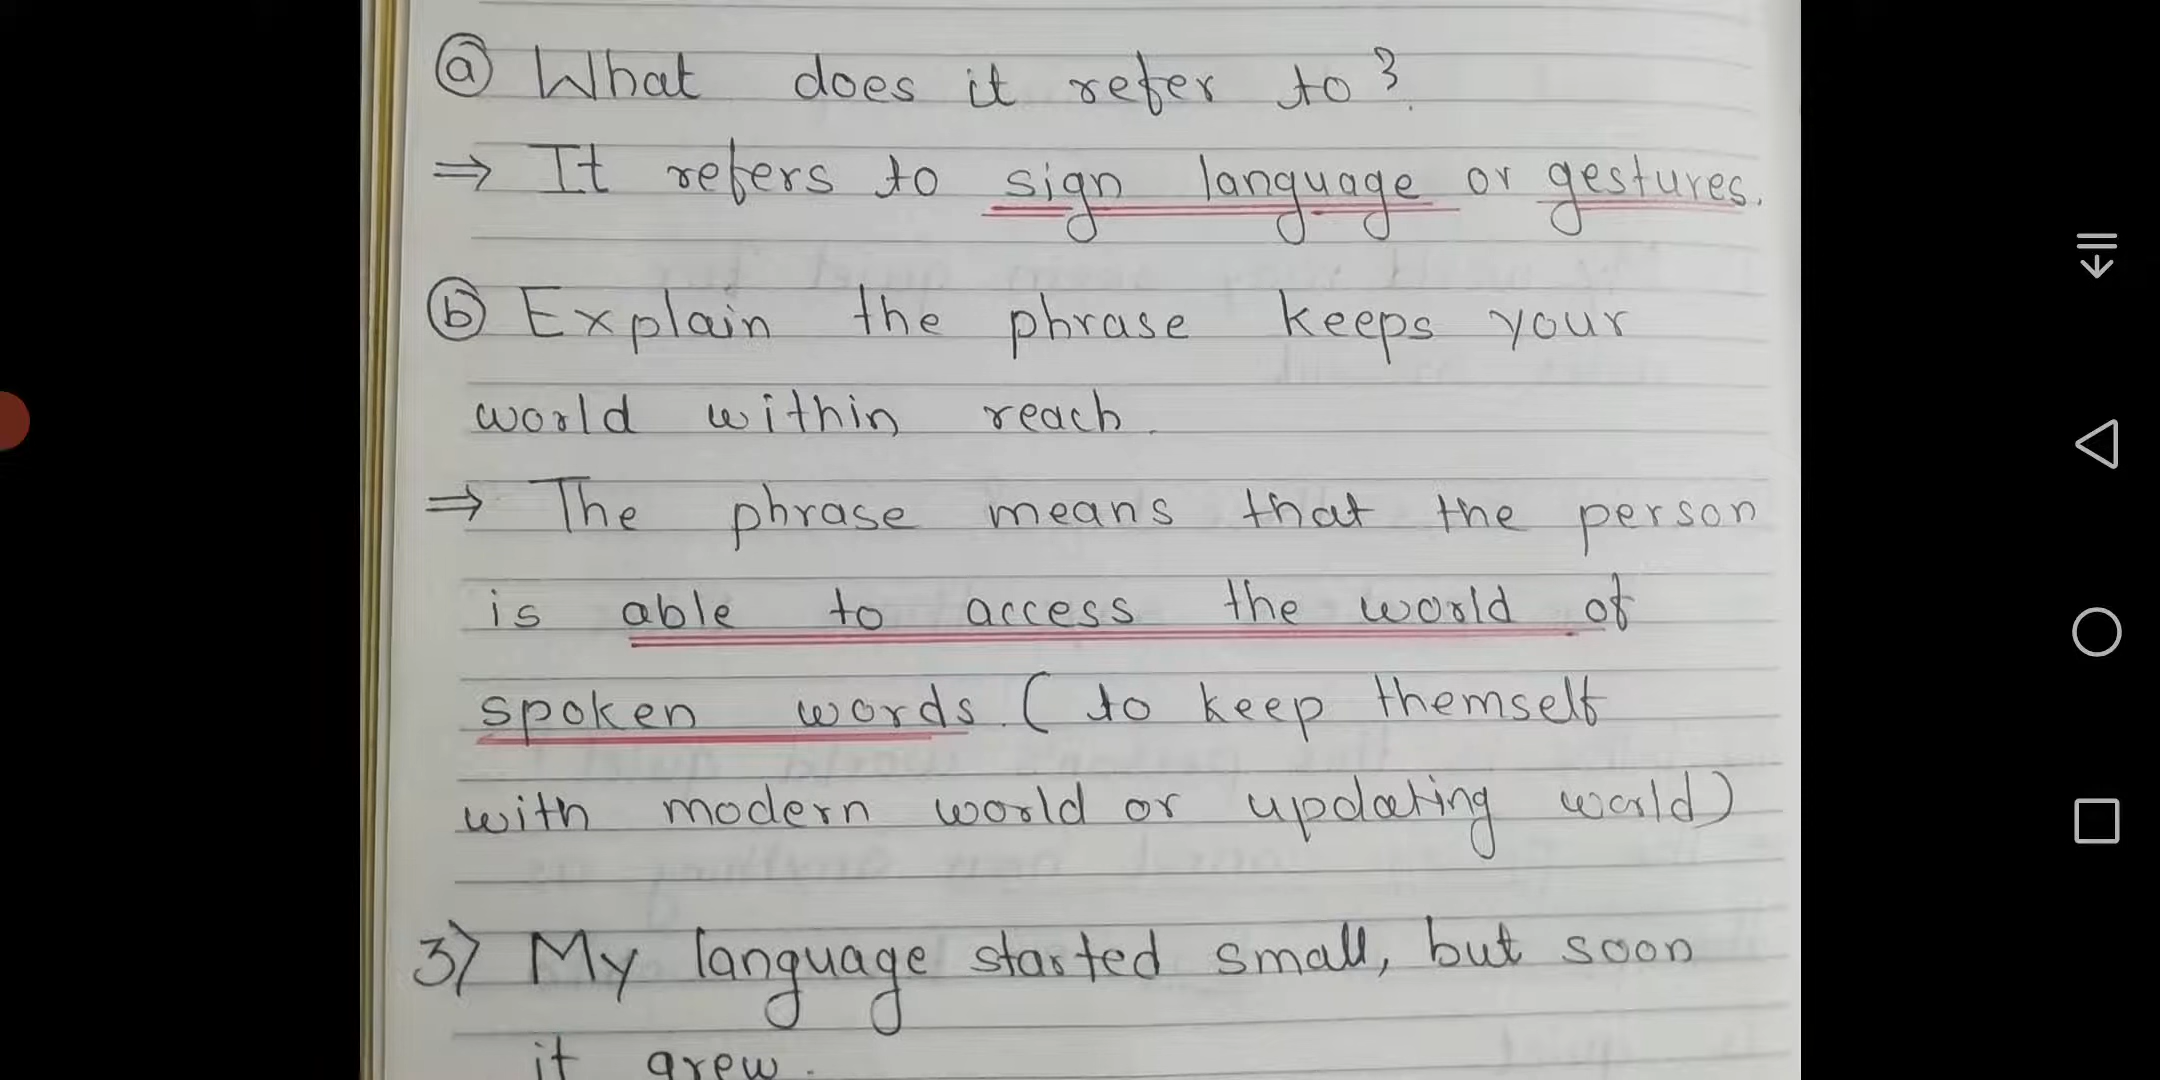 ⓐ What does it refer to?
⇒ It refers to sign language or gestures.
ⓑ Explain the phrase keeps your
world within reach.
⇒ The phrase means that the person
is able to access the world of
spoken words. (to keep themself
with modern world or updating world)
3) My language started small, but soon
it grew.